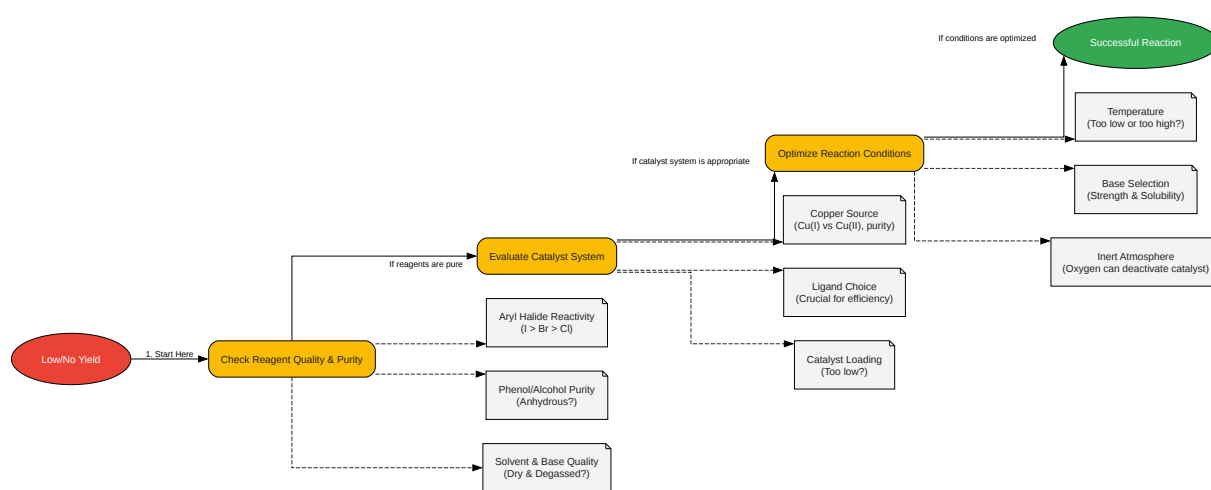 If conditions are optimized
Successful Reaction
Temperature
(Too low or too high?)
Optimize Reaction Conditions
If catalyst system is appropriate
Base Selection
(Strength & Solubility)
Copper Source
(Cu(I) vs Cu(II), purity)
Inert Atmosphere
(Oxygen can deactivate catalyst)
Evaluate Catalyst System
If reagents are pure
Ligand Choice
(Crucial for efficiency)
Aryl Halide Reactivity
(I > Br > Cl)
Low/No Yield
1. Start Here
Check Reagent Quality & Purity
Catalyst Loading
(Too low?)
Phenol/Alcohol Purity
(Anhydrous?)
Solvent & Base Quality
(Dry & Degassed?)